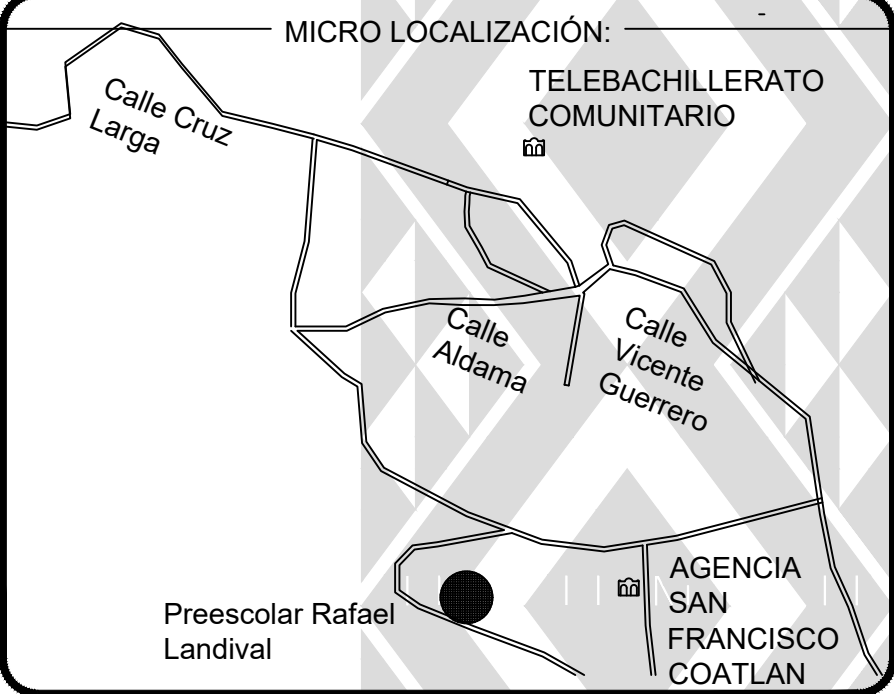 MICRO LOCALIZACIÓN:
TELEBACHILLERATO
COMUNITARIO
Calle Cruz
Larga
Calle
Aldama
Calle
Vicente
Guerrero
Preescolar Rafael
Landival
AGENCIA
SAN
FRANCISCO
COATLAN